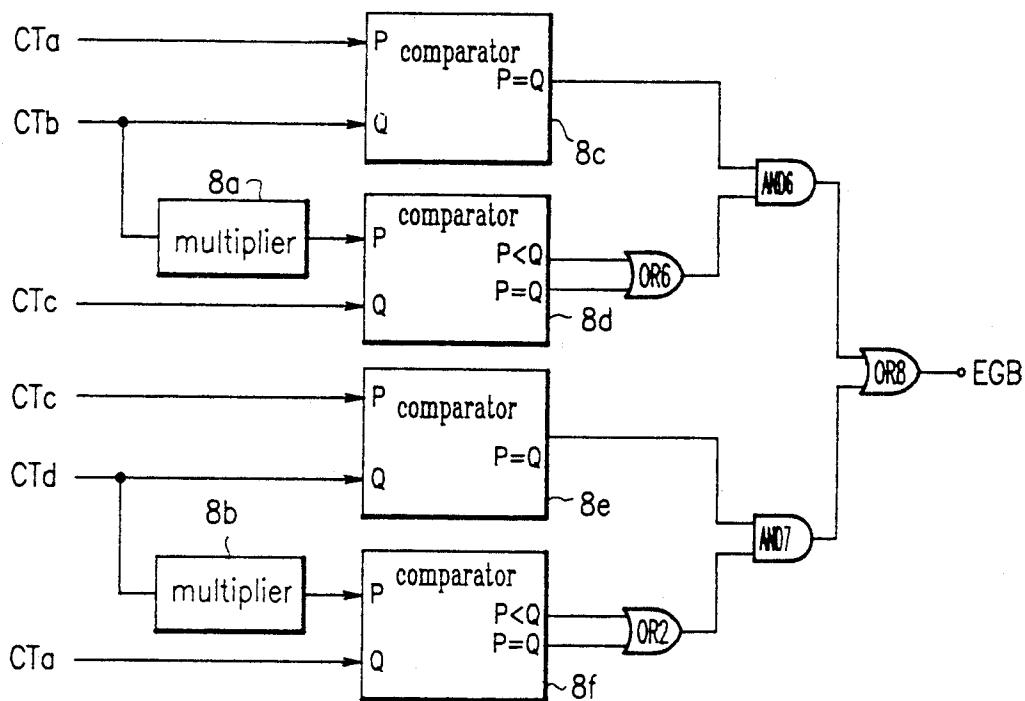 CTa
P
comparator
P=Q
CTb
Q
8c
8a
AND6
comparator
multiplier
P
P<Q
OR6
P=Q
CTc
Q
8d
OR8
EGB
CTc
P
comparator
P=Q
CTd
Q
8e
8b
AND7
comparator
multiplier
P
P<Q
OR2
P=Q
CTa
Q
8f